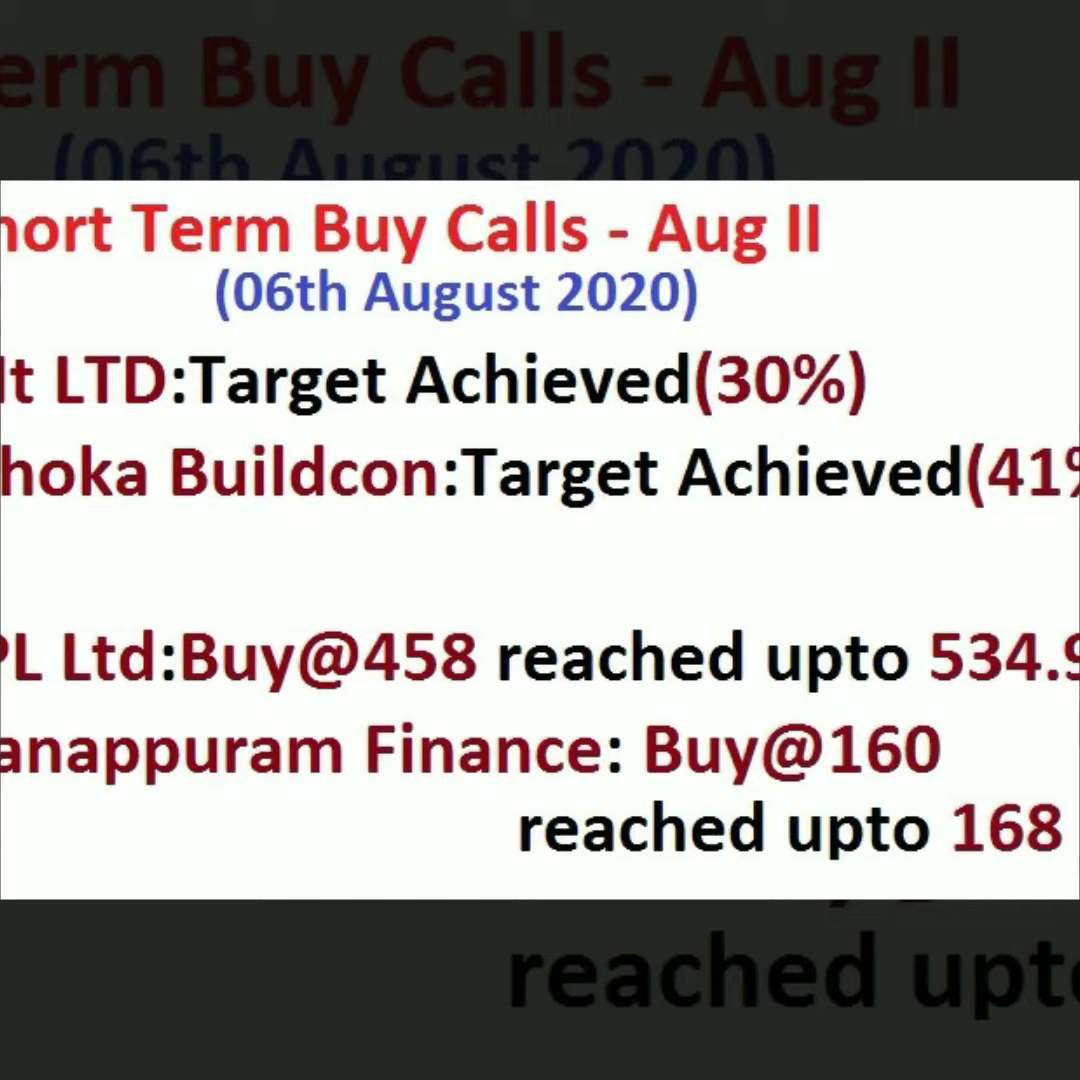 erm Buy Calls - Aug II
(06th August 2020)
hort Term Buy Calls - Aug II
(06th August 2020)
lt LTD:Target Achieved(30%)
hoka Buildcon:Target Achieved(41%
PL Ltd:Buy@458 reached upto 534.9
anappuram Finance: Buy@160
reached upto 168
reached upto